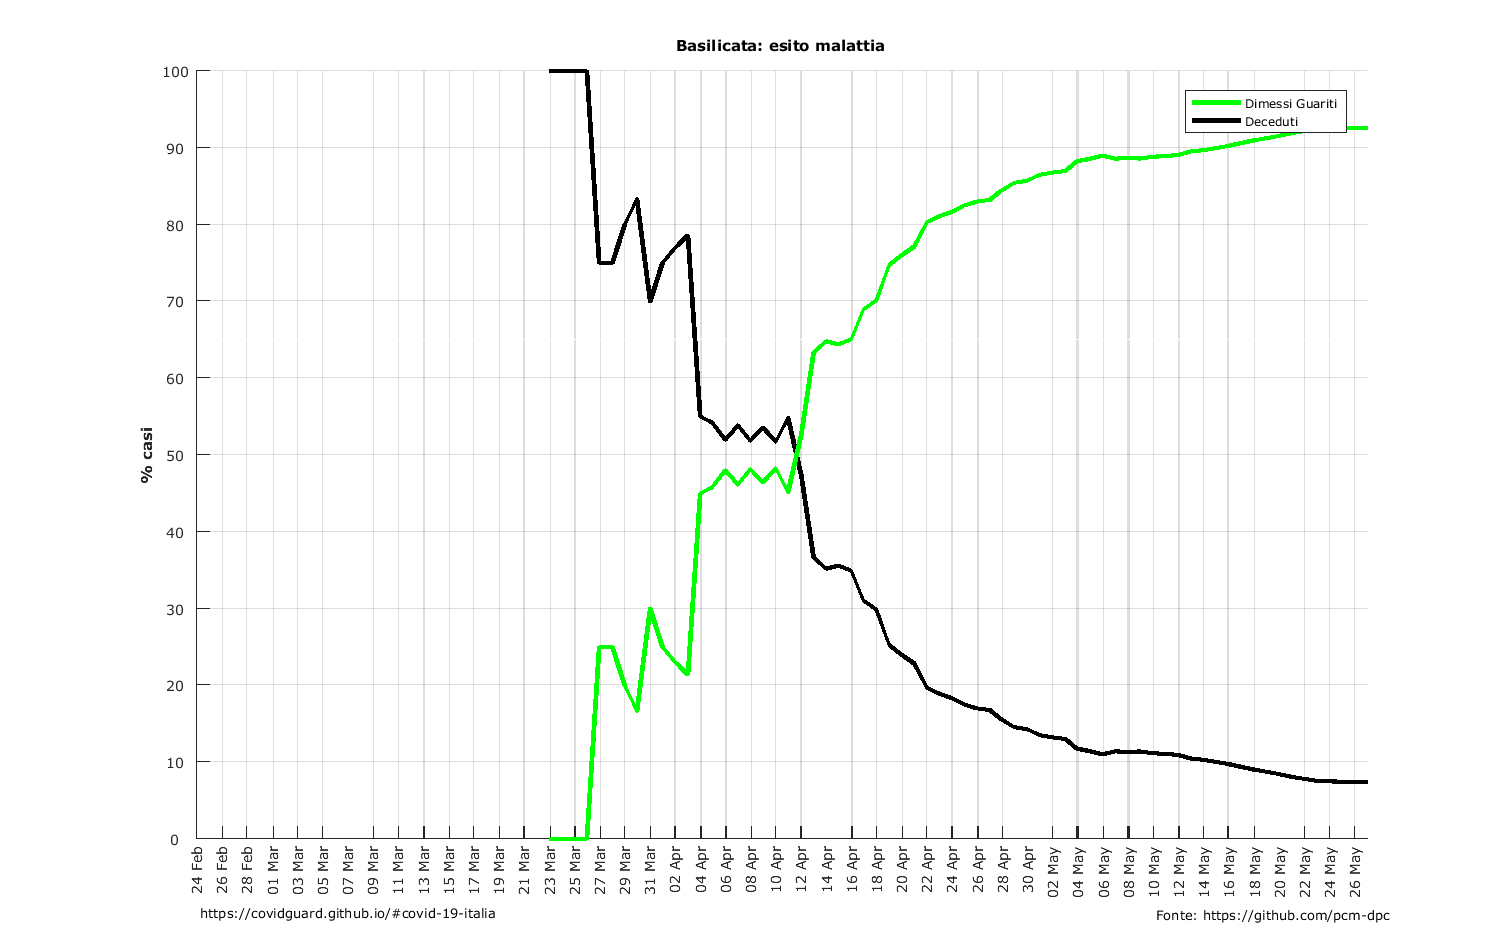 Basilicata: esito malattia
100
90
80
70
60
50
40
30
20
10
0
% casi
Dimessi Guariti
Deceduti
24 Feb
26 Feb
28 Feb
01 Mar
03 Mar
05 Mar
07 Mar
09 Mar
11 Mar
13 Mar
15 Mar
17 Mar
19 Mar
21 Mar
23 Mar
25 Mar
27 Mar
29 Mar
31 Mar
02 Apr
04 Apr
06 Apr
08 Apr
10 Apr
12 Apr
14 Apr
16 Apr
18 Apr
20 Apr
22 Apr
24 Apr
26 Apr
28 Apr
30 Apr
02 May
04 May
06 May
08 May
10 May
12 May
14 May
16 May
18 May
20 May
22 May
24 May
26 May
https://covidguard.github.io/#covid-19-italia
Fonte: https://github.com/pcm-dpc